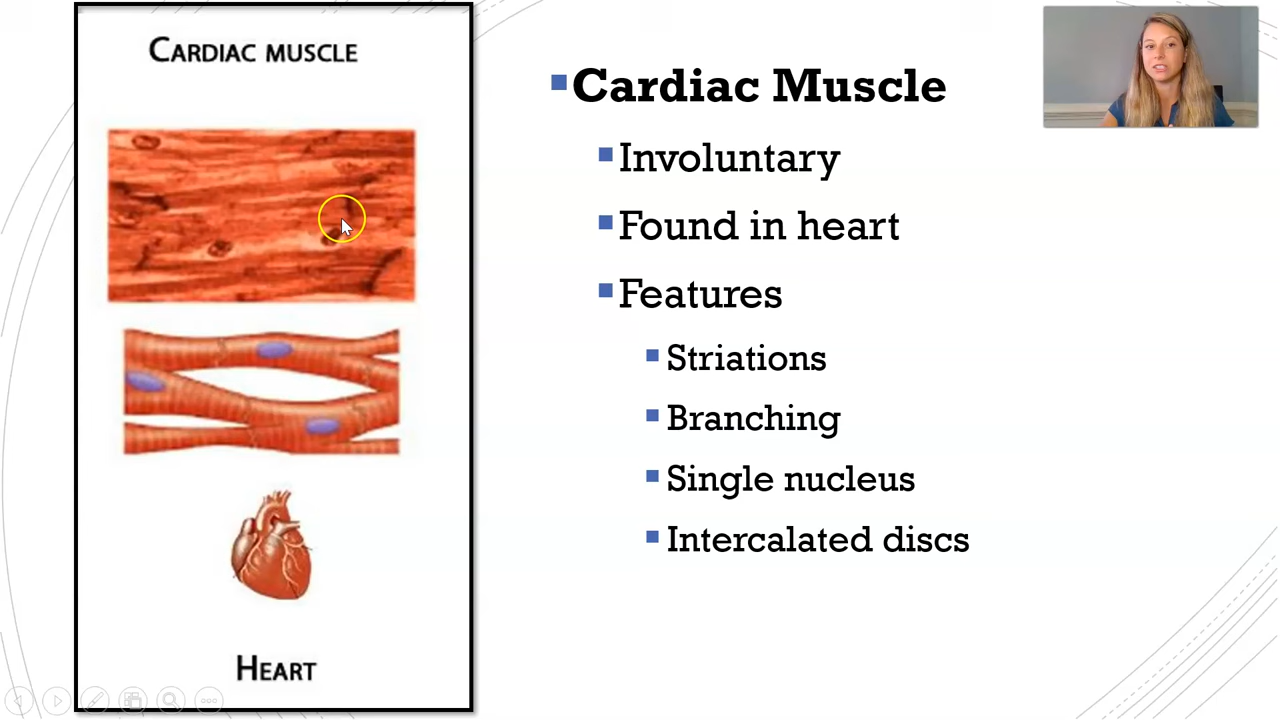 CARDIAC MUSCLE
HEART
Cardiac Muscle
Involuntary
Found in heart
Features
Striations
Branching
Single nucleus
Intercalated discs